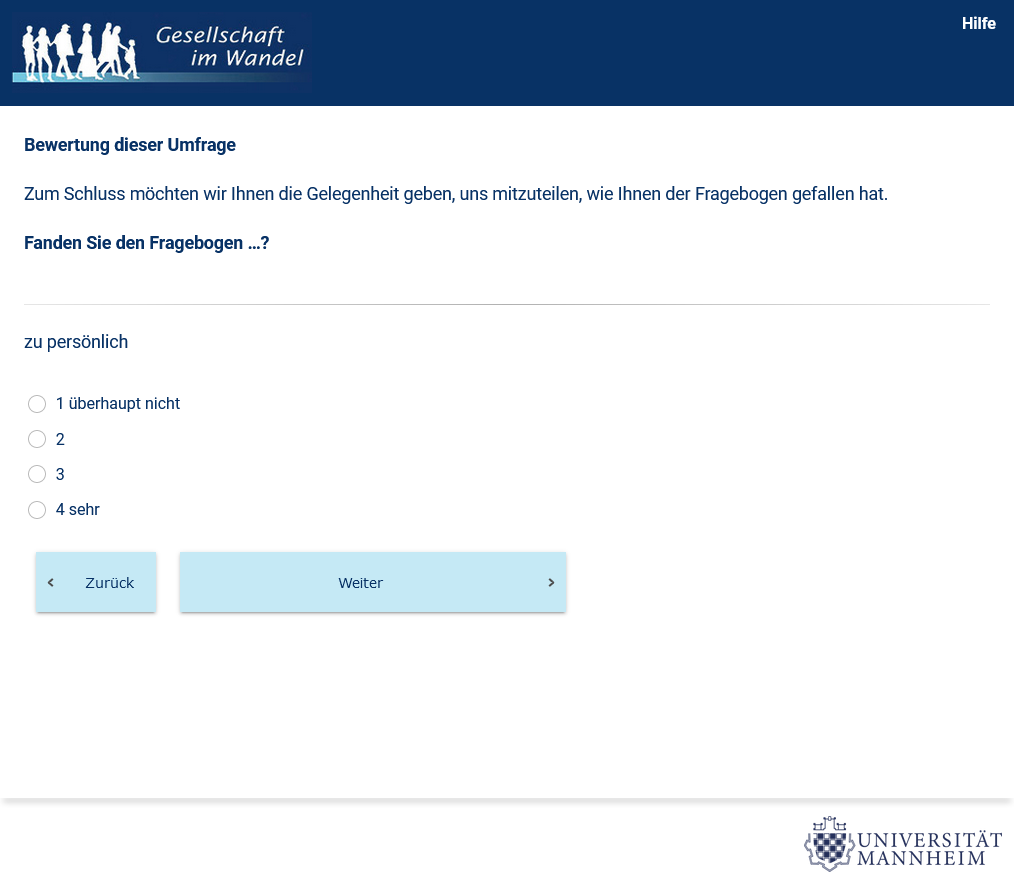 Gesellschaft
im Wandel
Hilfe
Bewertung dieser Umfrage
Zum Schluss möchten wir Ihnen die Gelegenheit geben, uns mitzuteilen, wie Ihnen der Fragebogen gefallen hat.
Fanden Sie den Fragebogen …?
zu persönlich
1 überhaupt nicht
2
3
4 sehr
Zurück
Weiter
UNIVERSITÄT
MANNHEIM